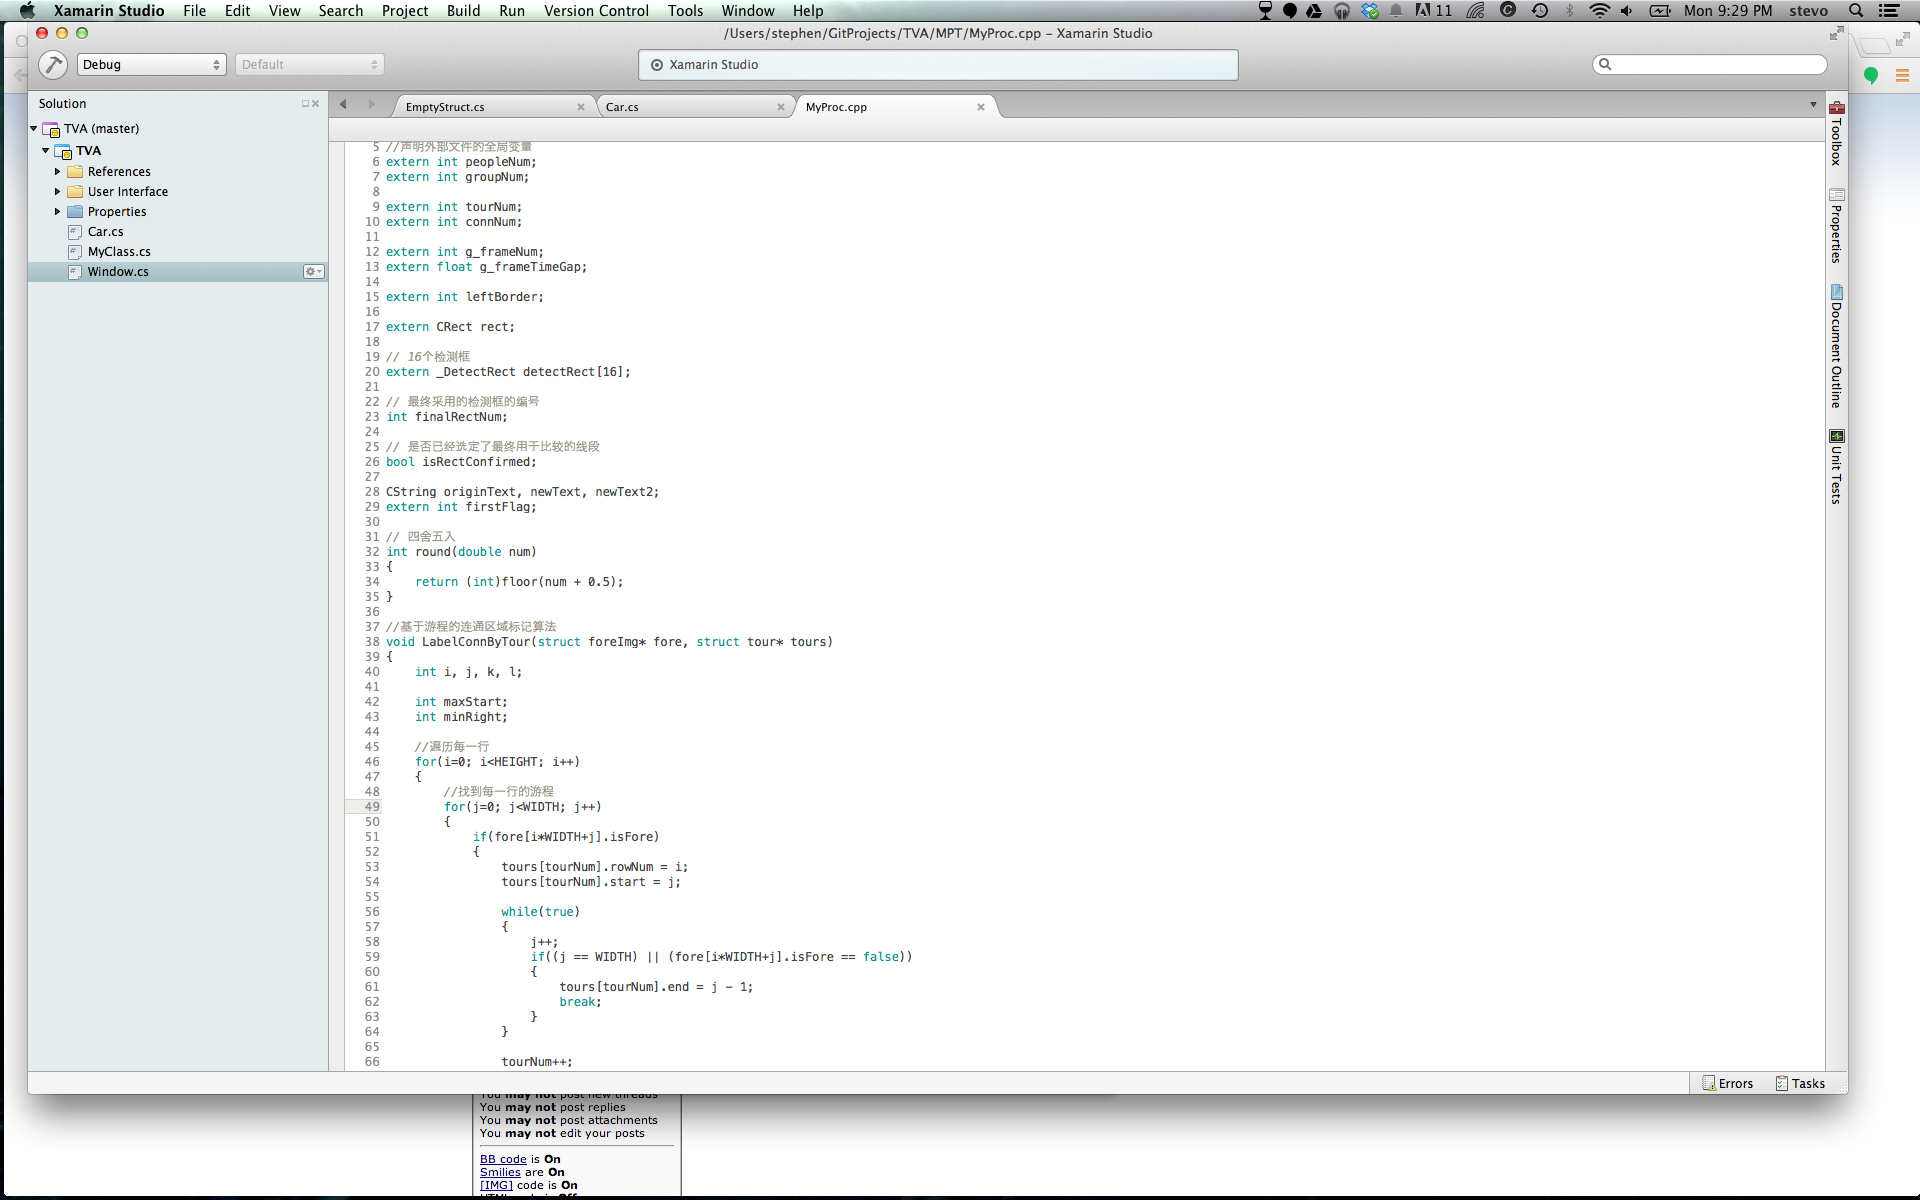 Xamarin Studio File Edit View Search Project Build Run Version Control Tools Window Help 11 Mon 9:29 PM stevo
/Users/stephen/GitProjects/TVA/MPT/MyProc.cpp – Xamarin Studio
Debug Default Xamarin Studio
Solution
TVA (master)
TVA
References
User Interface
Properties
Car.cs
MyClass.cs
Window.cs
EmptyStruct.cs Car.cs MyProc.cpp
5 //声明外部文件的全局变量
6 extern int peopleNum;
7 extern int groupNum;
8
9 extern int tourNum;
10 extern int connNum;
11
12 extern int g_frameNum;
13 extern float g_frameTimeGap;
14
15 extern int leftBorder;
16
17 extern CRect rect;
18
19 // 16个检测框
20 extern _DetectRect detectRect[16];
21
22 // 最终采用的检测框的编号
23 int finalRectNum;
24
25 // 是否已经选定了最终用于比较的线段
26 bool isRectConfirmed;
27
28 CString originText, newText, newText2;
29 extern int firstFlag;
30
31 // 四舍五入
32 int round(double num)
33 {
34     return (int)floor(num + 0.5);
35 }
36
37 //基于游程的连通区域标记算法
38 void LabelConnByTour(struct foreImg* fore, struct tour* tours)
39 {
40     int i, j, k, l;
41
42     int maxStart;
43     int minRight;
44
45     //遍历每一行
46     for(i=0; i<HEIGHT; i++)
47     {
48         //找到每一行的游程
49         for(j=0; j<WIDTH; j++)
50         {
51             if(fore[i*WIDTH+j].isFore)
52             {
53                 tours[tourNum].rowNum = i;
54                 tours[tourNum].start = j;
55
56                 while(true)
57                 {
58                     j++;
59                     if((j == WIDTH) || (fore[i*WIDTH+j].isFore == false))
60                     {
61                         tours[tourNum].end = j - 1;
62                         break;
63                     }
64                 }
65
66                 tourNum++;
Toolbox
Properties
Document Outline
Unit Tests
Errors Tasks
You may not post new threads
You may not post replies
You may not post attachments
You may not edit your posts
BB code is On
Smilies are On
[IMG] code is On